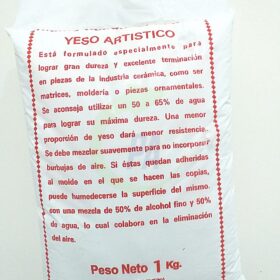 YESO ARTISTICO
Está formulado especialmente para
lograr gran dureza y excelente terminación
en piezas de la industria cerámica, como ser
matrices, moldería o piezas ornamentales.
Se aconseja utilizar un 50 a 65% de agua
para lograr su máxima dureza. Una menor
proporción de yeso dará menor resistencia.
Se debe mezclar suavemente para no incorporar
burbujas de aire. Si éstas quedan adheridas
al molde en el que se hacen las copias,
puede humedecerse la superficie del mismo.
con una mezcla de 50% de alcohol fino y 50%
de agua, lo cual colabora en la eliminación
del aire.
Peso Neto 1 Kg.